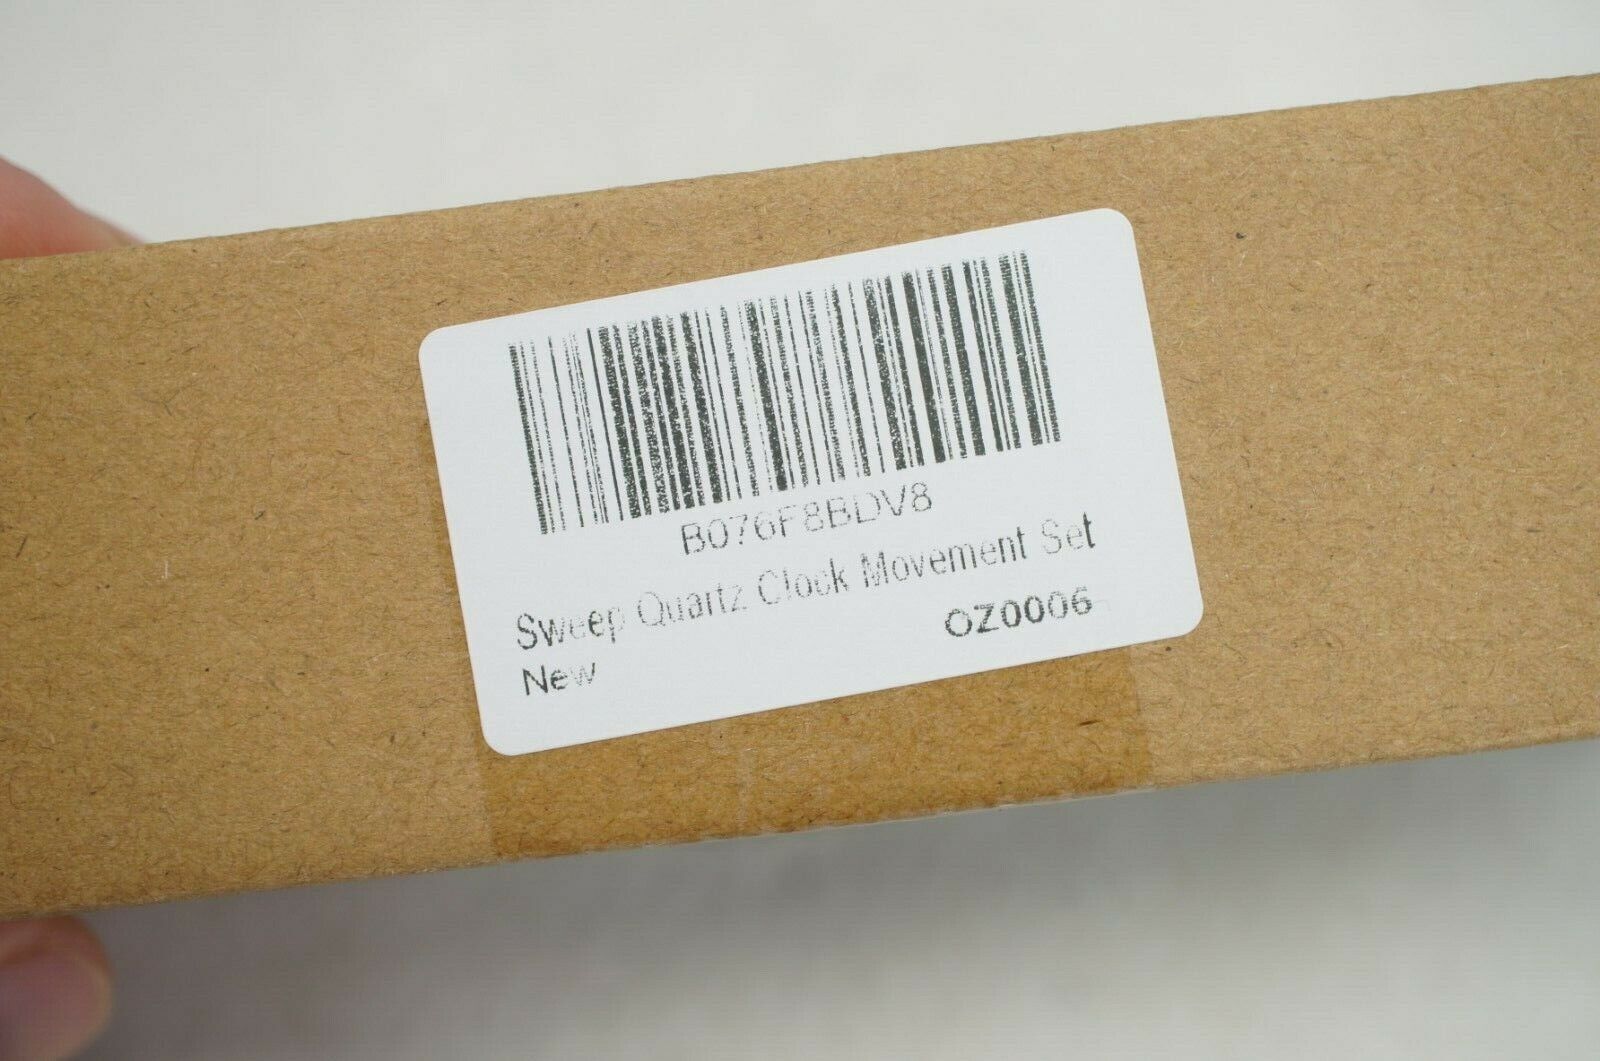 B076F8BDV8
Sweep Quartz Clock Movement Set
New
OZ0006